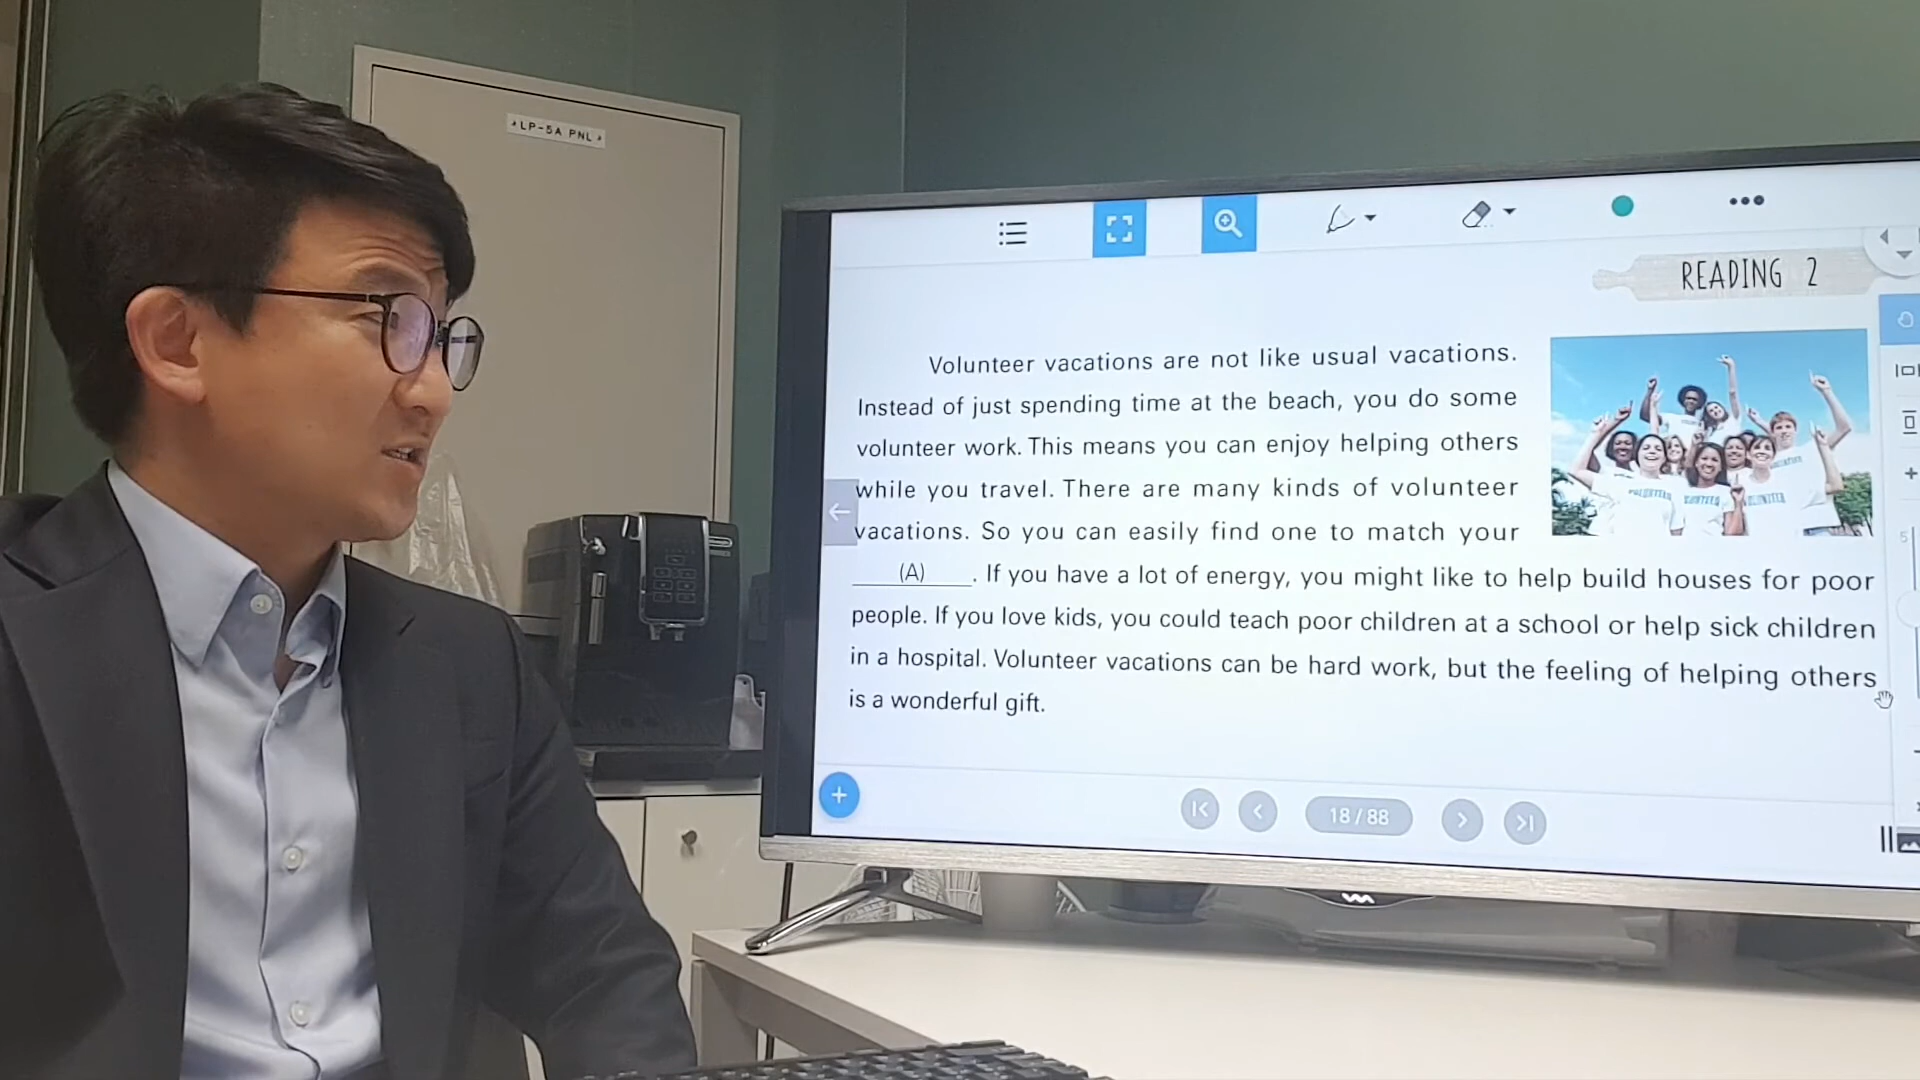 LP-5A PNL
READING 2
Volunteer vacations are not like usual vacations.
Instead of just spending time at the beach, you do some
volunteer work. This means you can enjoy helping others
while you travel. There are many kinds of volunteer
vacations. So you can easily find one to match your
(A) . If you have a lot of energy, you might like to help build houses for poor
people. If you love kids, you could teach poor children at a school or help sick children
in a hospital. Volunteer vacations can be hard work, but the feeling of helping others
is a wonderful gift.
VOLUNTEER
VOLUNTEER
18 / 88